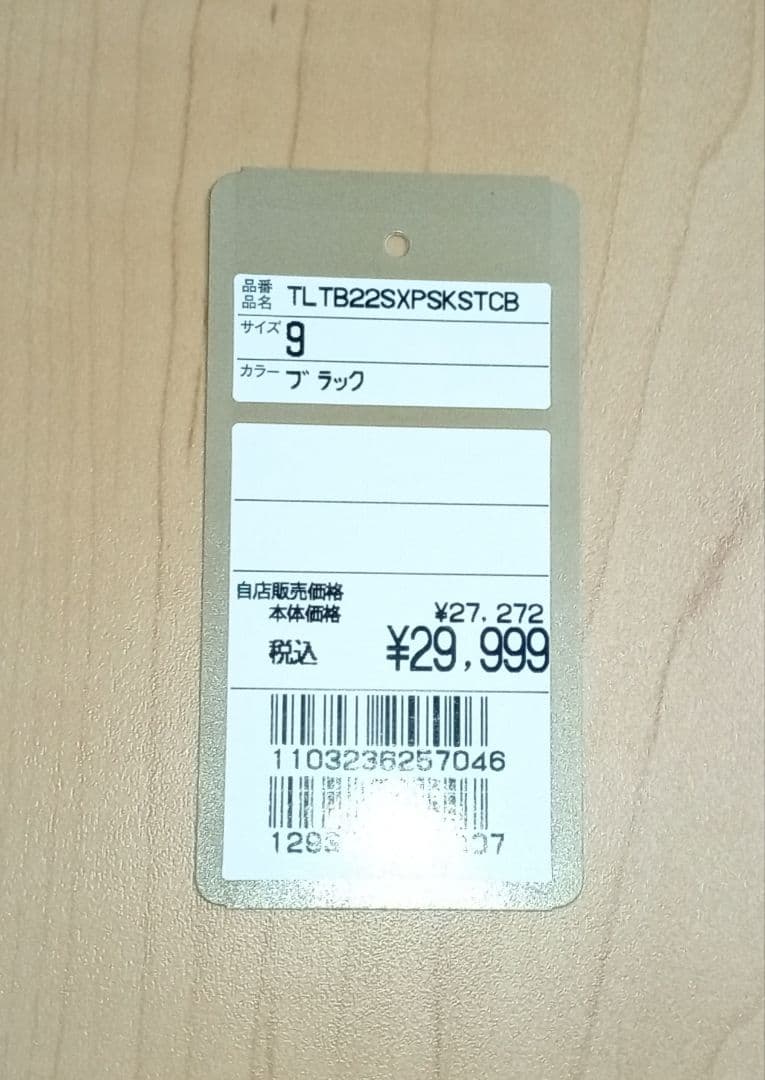 品番
品名 TLTB22SXPSKSTCB
サイズ 9
カラー ブラック
自店販売価格
本体価格 ¥27,272
税込 ¥29,999
1103236257046